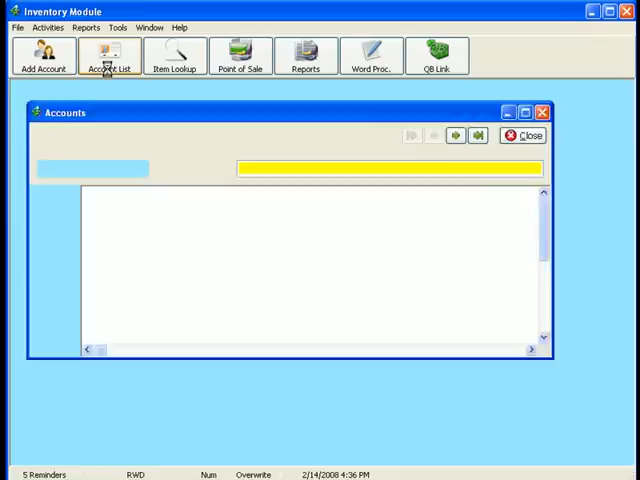 Inventory Module
File Activities Reports Tools Window Help
Add Account Account List Item Lookup Point of Sale Reports Word Proc. QB Link
Accounts
Close
5 Reminders RWD Num Overwrite 2/14/2008 4:36 PM